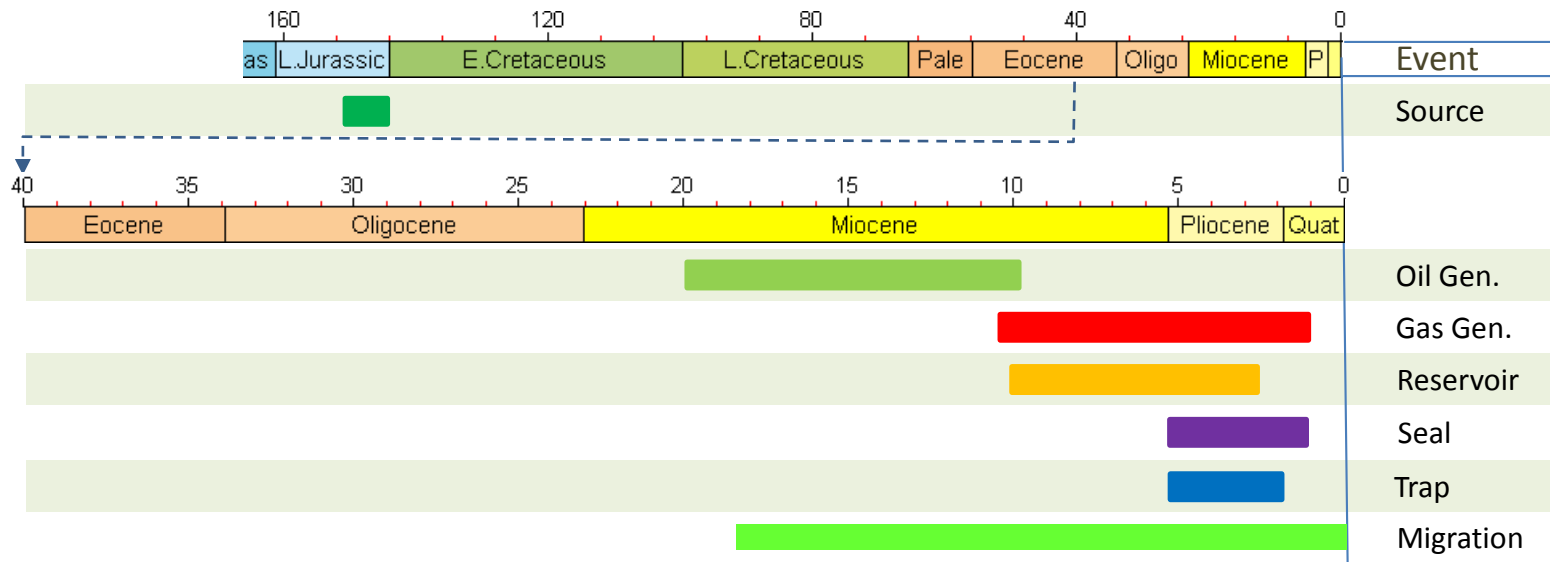 160 120 80 40 0
as L.Jurassic E.Cretaceous L.Cretaceous Pale Eocene Oligo Miocene P Event
Source
40 35 30 25 20 15 10 5 0
Eocene Oligocene Miocene Pliocene Quat
Oil Gen.
Gas Gen.
Reservoir
Seal
Trap
Migration